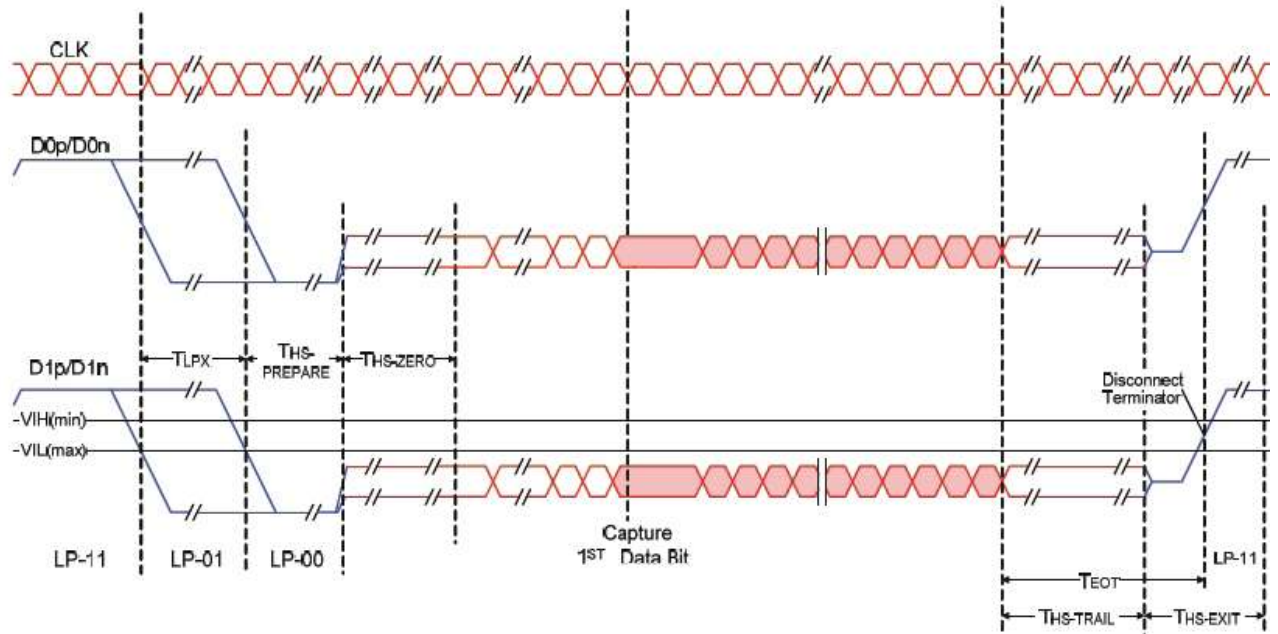 CLK
D0p/D0n
TLPX
THS-
PREPARE
THS-ZERO
D1p/D1n
Disconnect
Terminator
VIH(min)
VIL(max)
Capture
1ST Data Bit
LP-11
LP-01
LP-00
LP-11
TEOT
THS-TRAIL
THS-EXIT